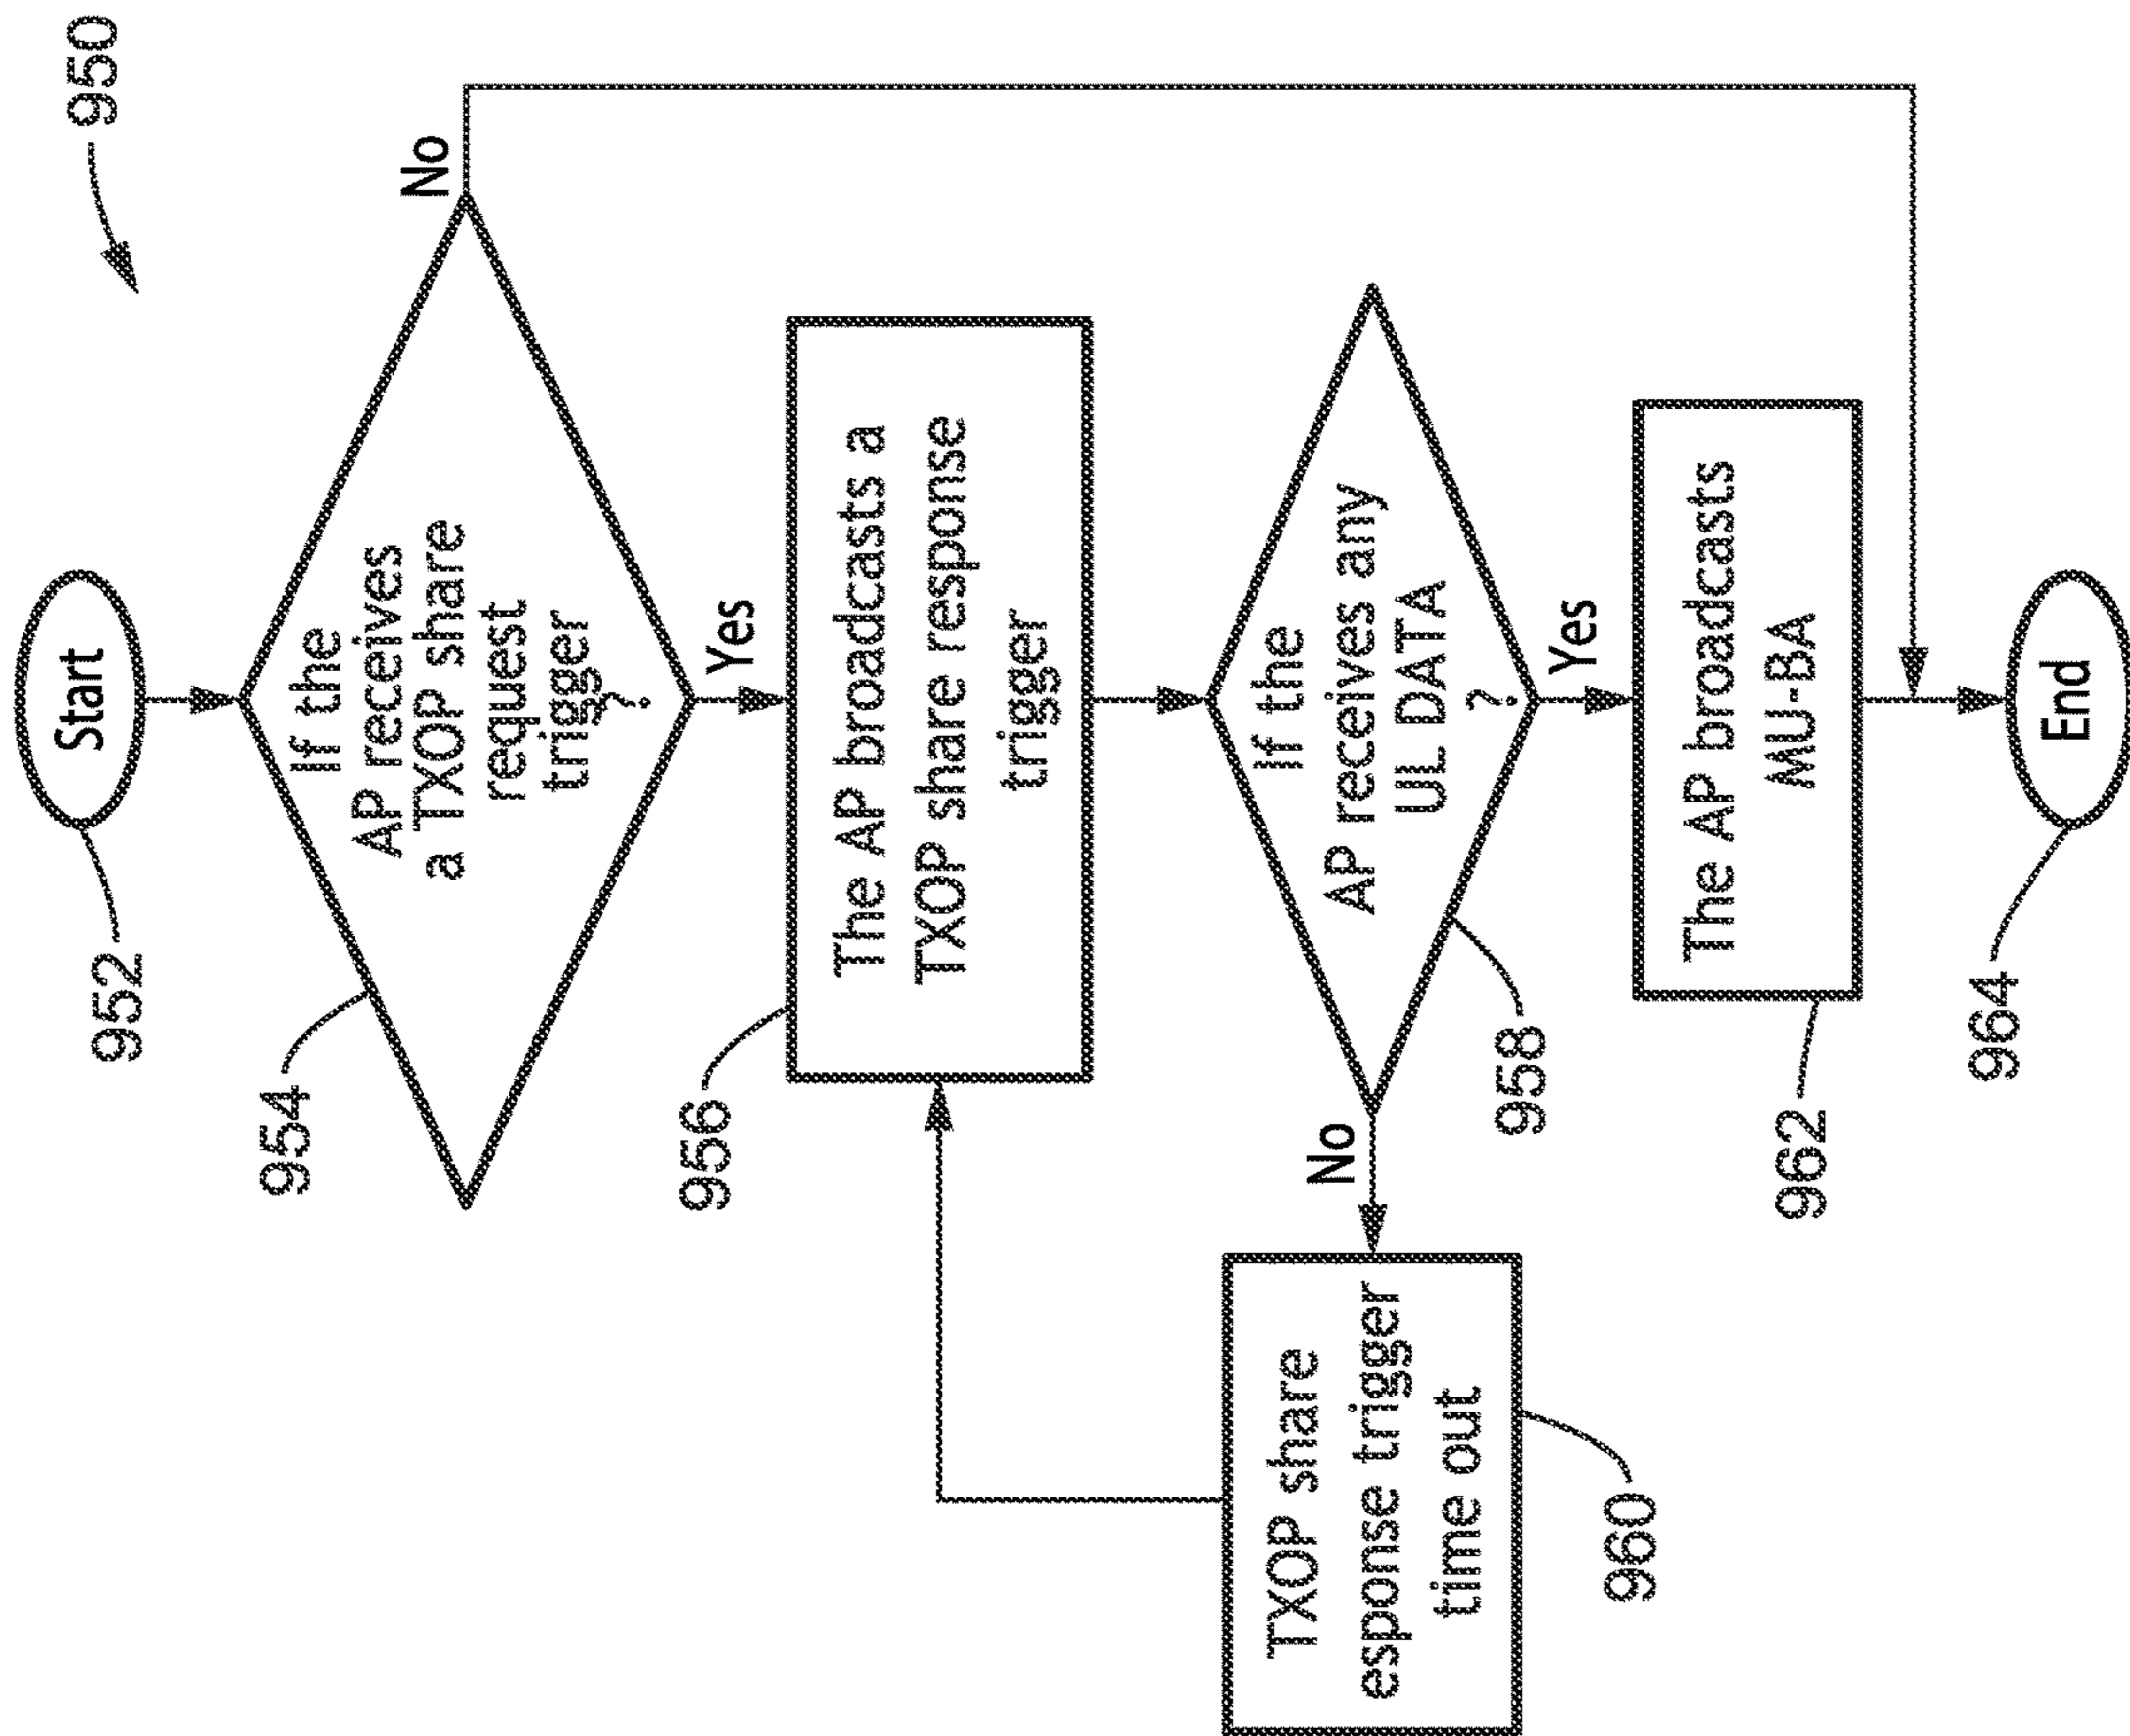 950
952
Start
954
If the
AP receives
a TXOP share
request
trigger
?
No
Yes
956
The AP broadcasts a
TXOP share response
trigger
If the
AP receives any
UL DATA
?
958
No
Yes
TXOP share
esponse trigger
time out
960
The AP broadcasts
MU-BA
962
End
964